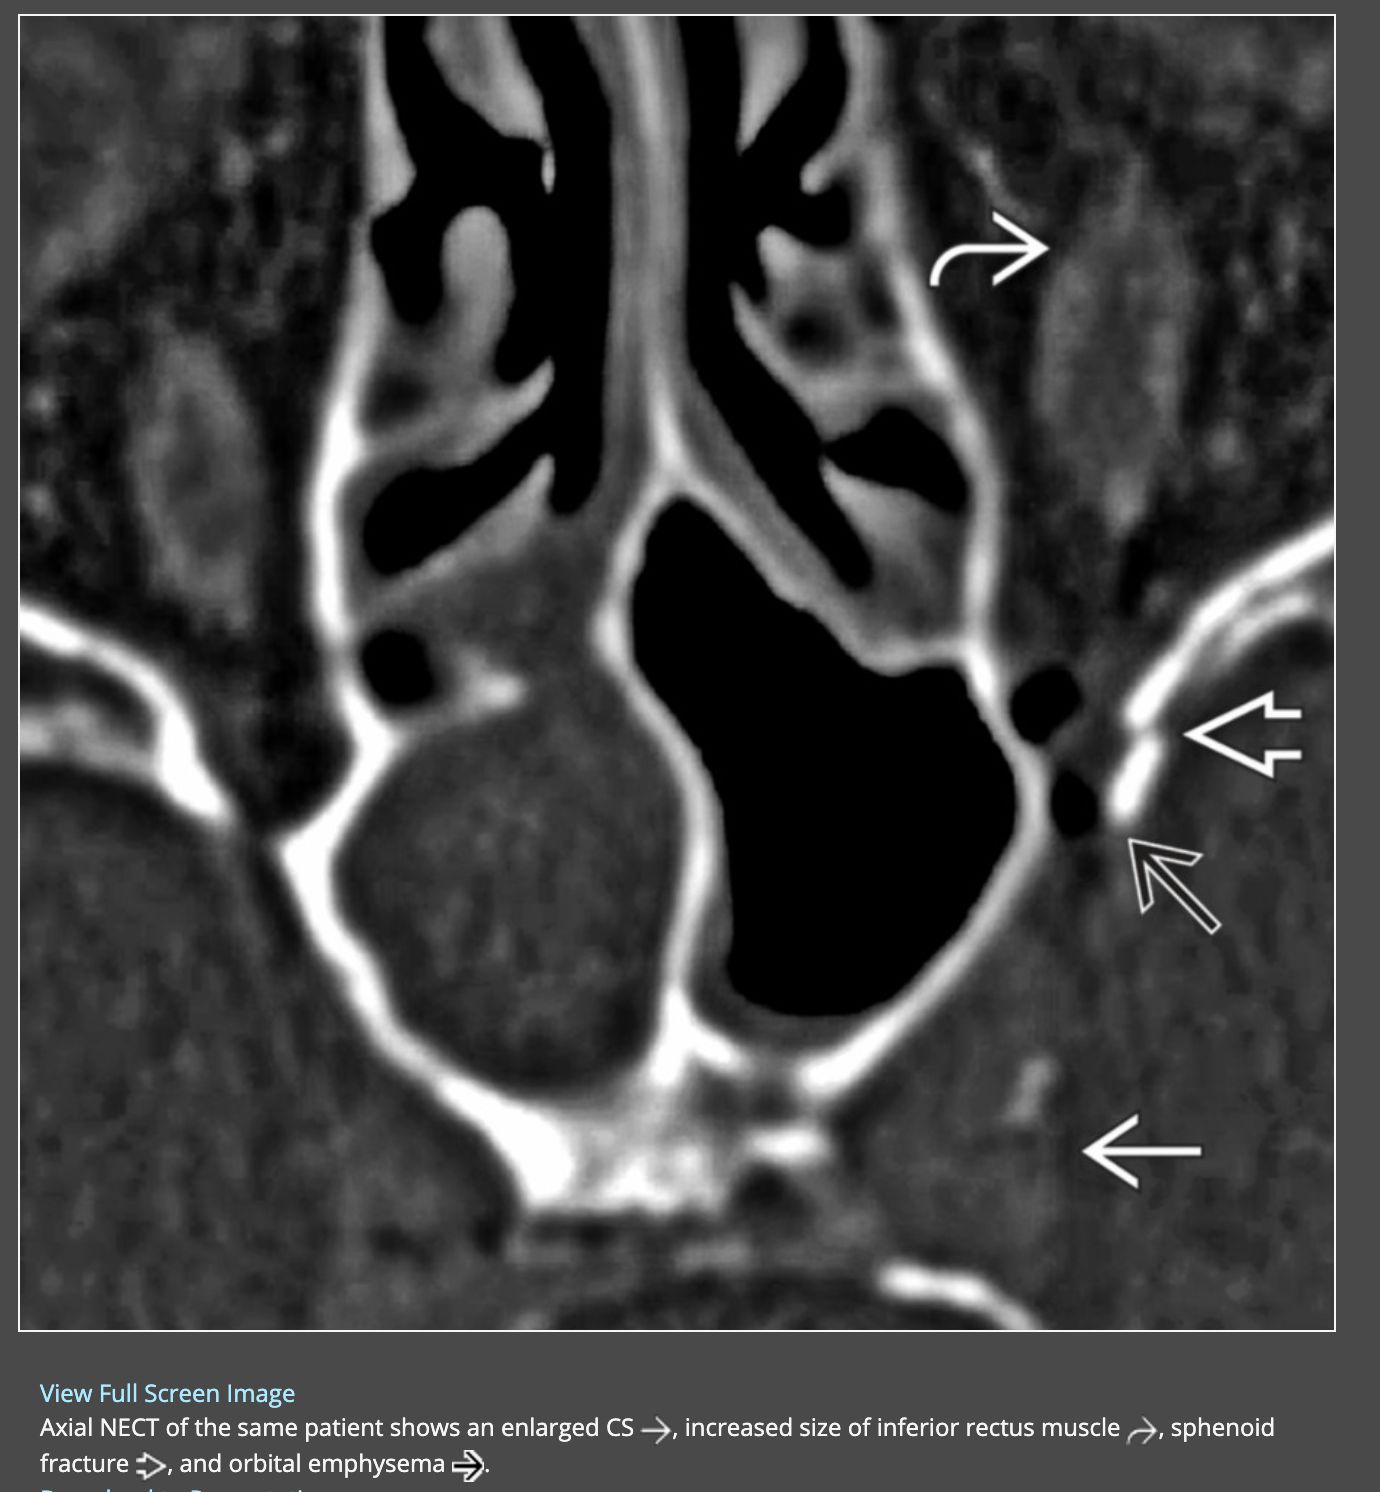 View Full Screen Image
Axial NECT of the same patient shows an enlarged CS , increased size of inferior rectus muscle , sphenoid
fracture , and orbital emphysema .